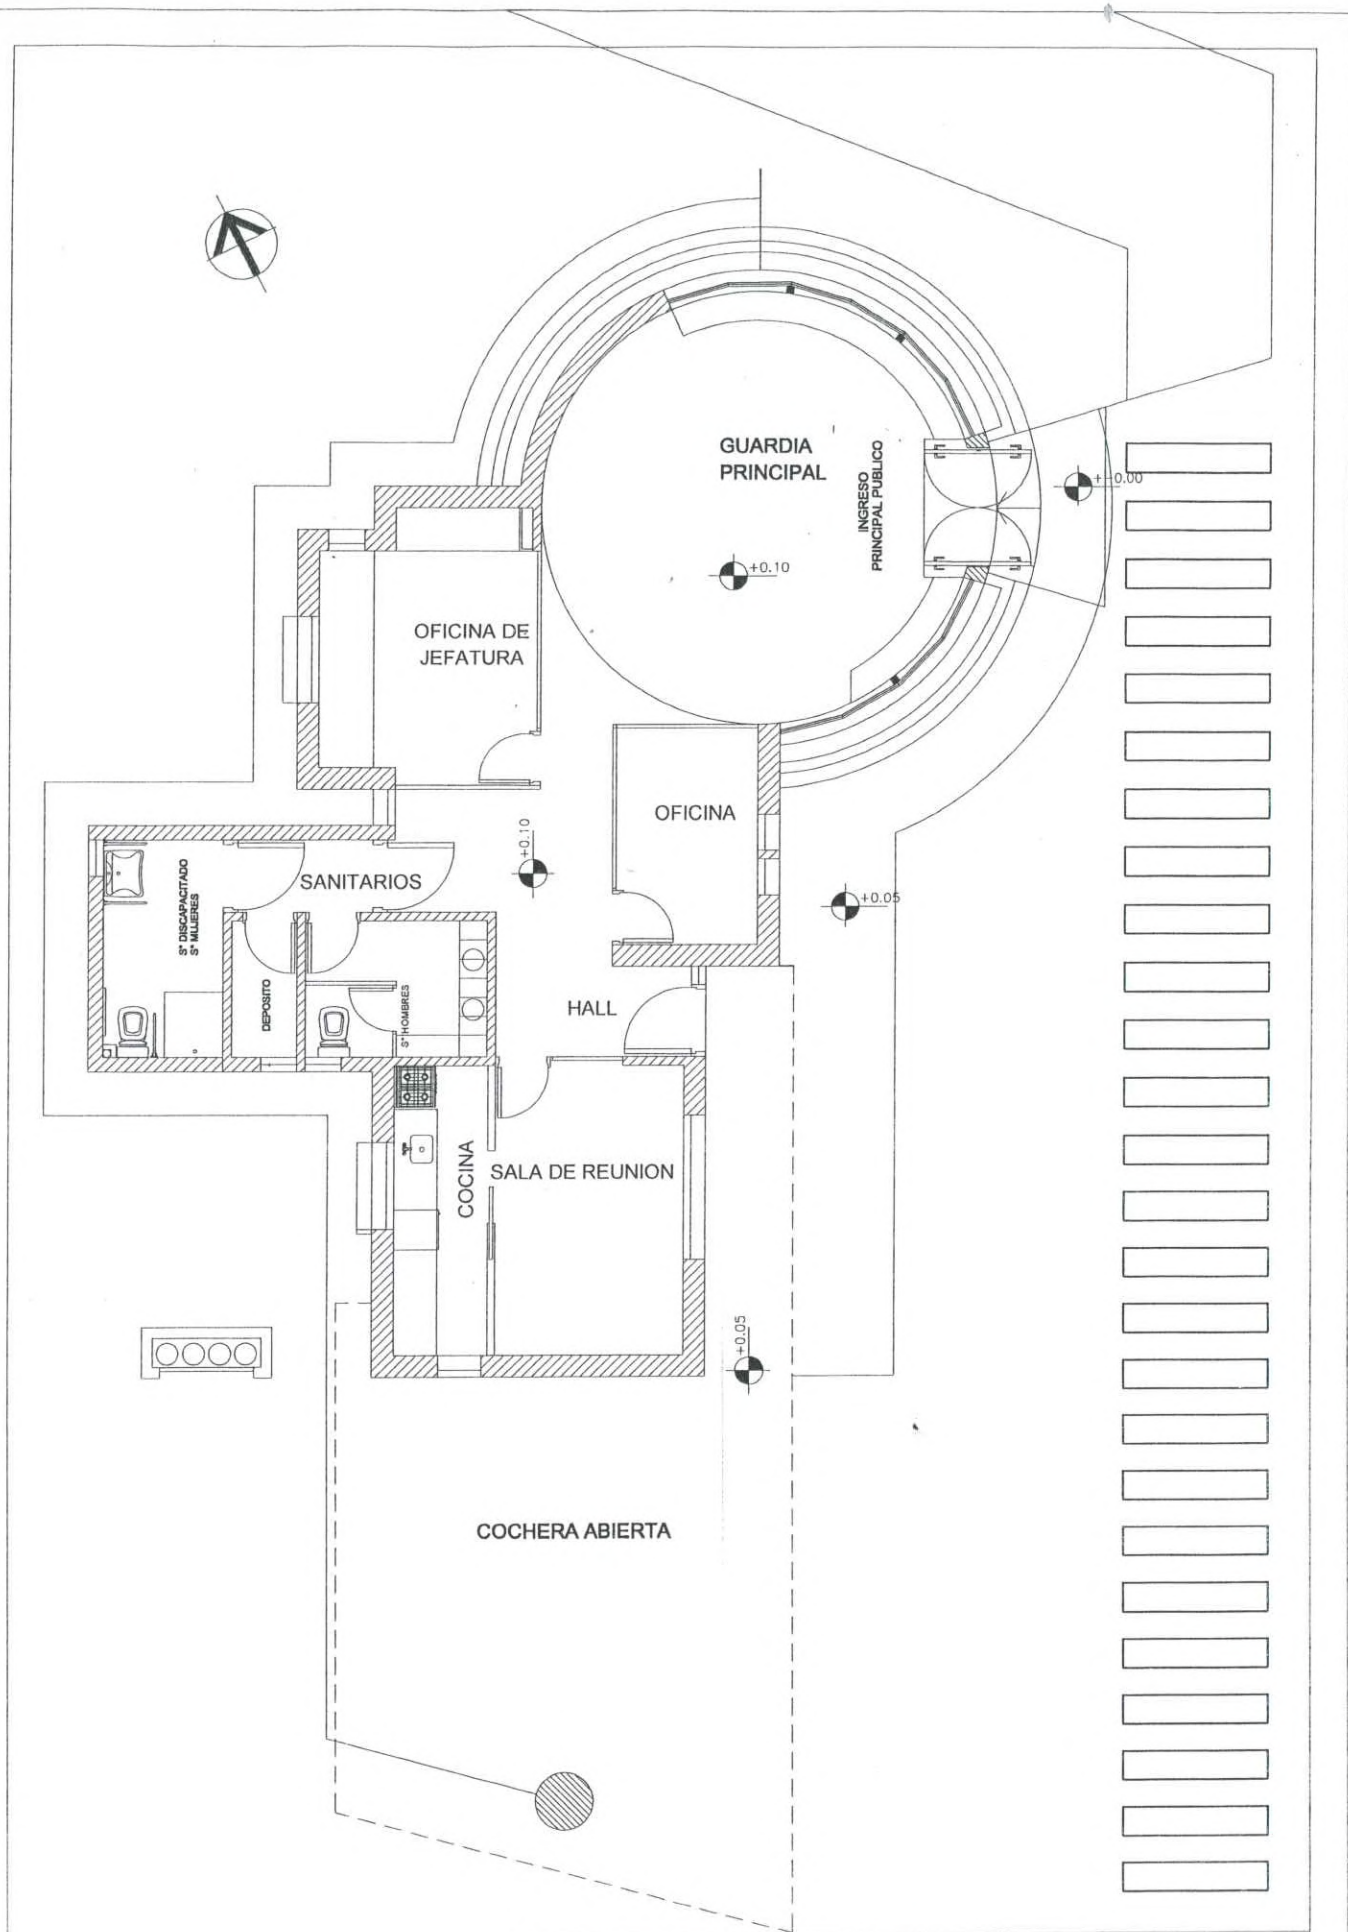 GUARDIA
PRINCIPAL
INGRESO
PRINCIPAL PUBLICO
+-0.00
+0.10
OFICINA DE
JEFATURA
OFICINA
+0.10
SANITARIOS
S* DISCAPACITADO
S* MUJERES
+0.05
DEPOSITO
S* HOMBRES
HALL
COCINA
SALA DE REUNION
+0.05
COCHERA ABIERTA